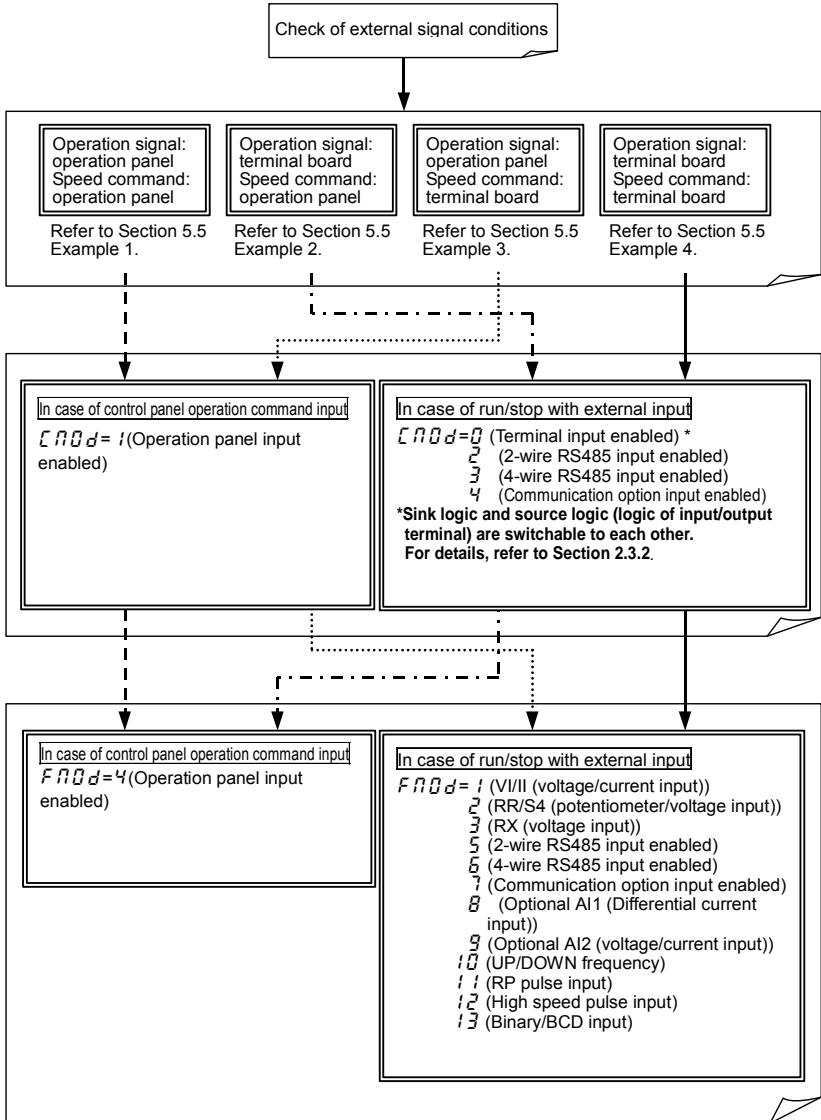 Check of external signal conditions
Operation signal:
operation panel
Speed command:
operation panel
Refer to Section 5.5
Example 1.
Operation signal:
terminal board
Speed command:
operation panel
Refer to Section 5.5
Example 2.
Operation signal:
operation panel
Speed command:
terminal board
Refer to Section 5.5
Example 3.
Operation signal:
terminal board
Speed command:
terminal board
Refer to Section 5.5
Example 4.
In case of control panel operation command input
CMOd= 1(Operation panel input
enabled)
In case of run/stop with external input
CMOd=0 (Terminal input enabled) *
2 (2-wire RS485 input enabled)
3 (4-wire RS485 input enabled)
4 (Communication option input enabled)
*Sink logic and source logic (logic of input/output
terminal) are switchable to each other.
For details, refer to Section 2.3.2.
In case of control panel operation command input
FMOd=4(Operation panel input
enabled)
In case of run/stop with external input
FMOd= 1 (VI/II (voltage/current input))
2 (RR/S4 (potentiometer/voltage input))
3 (RX (voltage input))
5 (2-wire RS485 input enabled)
6 (4-wire RS485 input enabled)
7 (Communication option input enabled)
8 (Optional AI1 (Differential current
input))
9 (Optional AI2 (voltage/current input))
10 (UP/DOWN frequency)
11 (RP pulse input)
12 (High speed pulse input)
13 (Binary/BCD input)